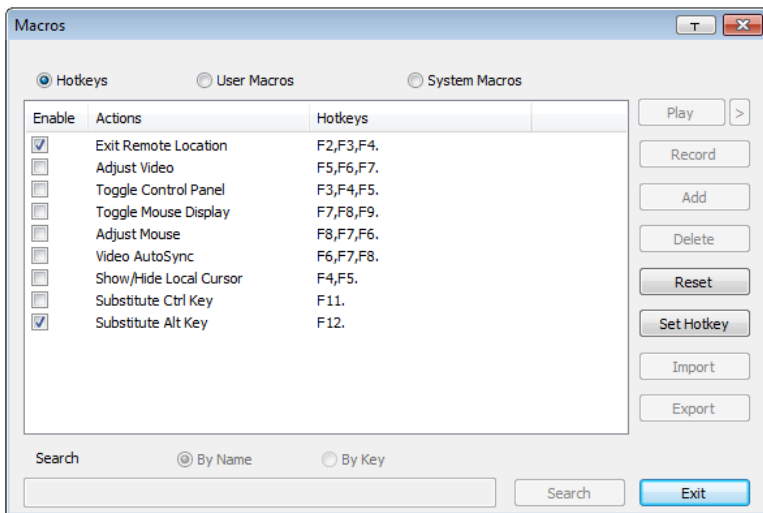 Macros
Hotkeys User Macros System Macros
Enable Actions Hotkeys
Exit Remote Location F2,F3,F4.
Adjust Video F5,F6,F7.
Toggle Control Panel F3,F4,F5.
Toggle Mouse Display F7,F8,F9.
Adjust Mouse F8,F7,F6.
Video AutoSync F6,F7,F8.
Show/Hide Local Cursor F4,F5.
Substitute Ctrl Key F11.
Substitute Alt Key F12.
Play >
Record
Add
Delete
Reset
Set Hotkey
Import
Export
Search By Name By Key
Search Exit